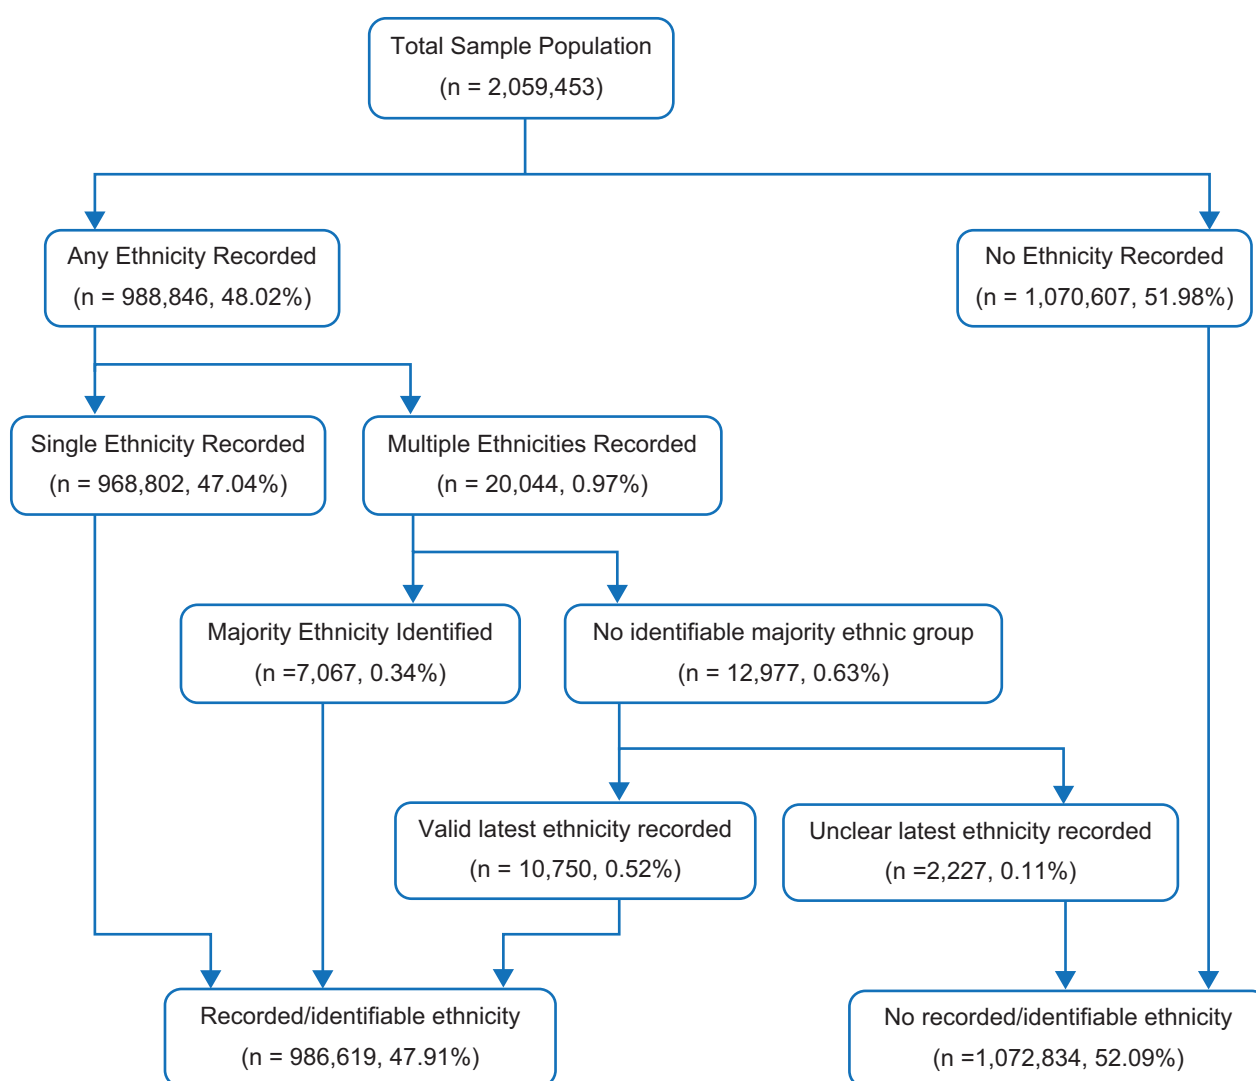 Total Sample Population
(n = 2,059,453)
Any Ethnicity Recorded
(n = 988,846, 48.02%)
No Ethnicity Recorded
(n = 1,070,607, 51.98%)
Single Ethnicity Recorded
(n = 968,802, 47.04%)
Multiple Ethnicities Recorded
(n = 20,044, 0.97%)
Majority Ethnicity Identified
(n =7,067, 0.34%)
No identifiable majority ethnic group
(n = 12,977, 0.63%)
Valid latest ethnicity recorded
(n = 10,750, 0.52%)
Unclear latest ethnicity recorded
(n =2,227, 0.11%)
Recorded/identifiable ethnicity
(n = 986,619, 47.91%)
No recorded/identifiable ethnicity
(n =1,072,834, 52.09%)